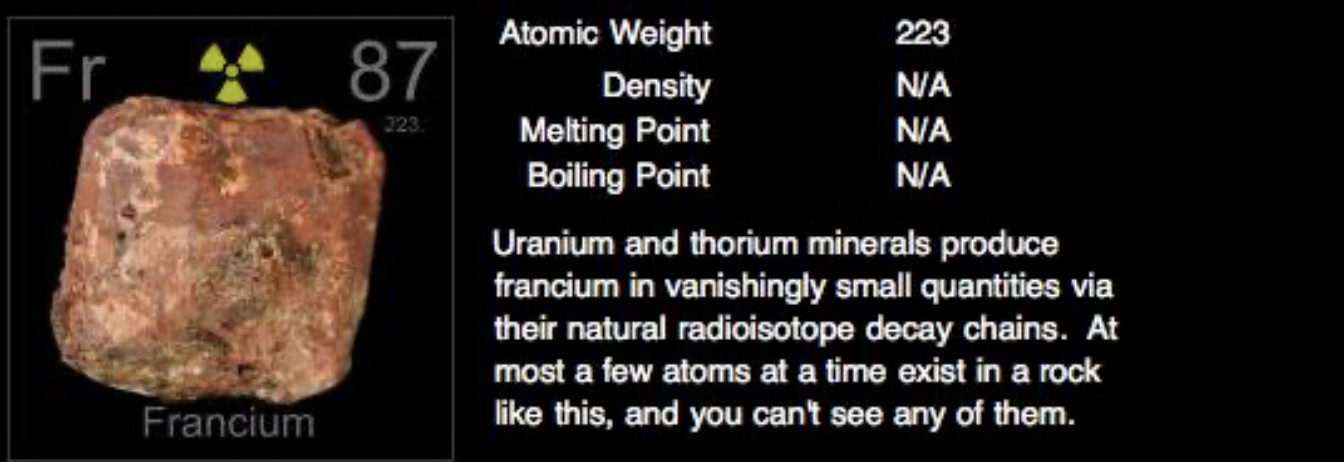 Fr 87
223.
Francium
Atomic Weight 223
Density N/A
Melting Point N/A
Boiling Point N/A
Uranium and thorium minerals produce
francium in vanishingly small quantities via
their natural radioisotope decay chains.  At
most a few atoms at a time exist in a rock
like this, and you can't see any of them.